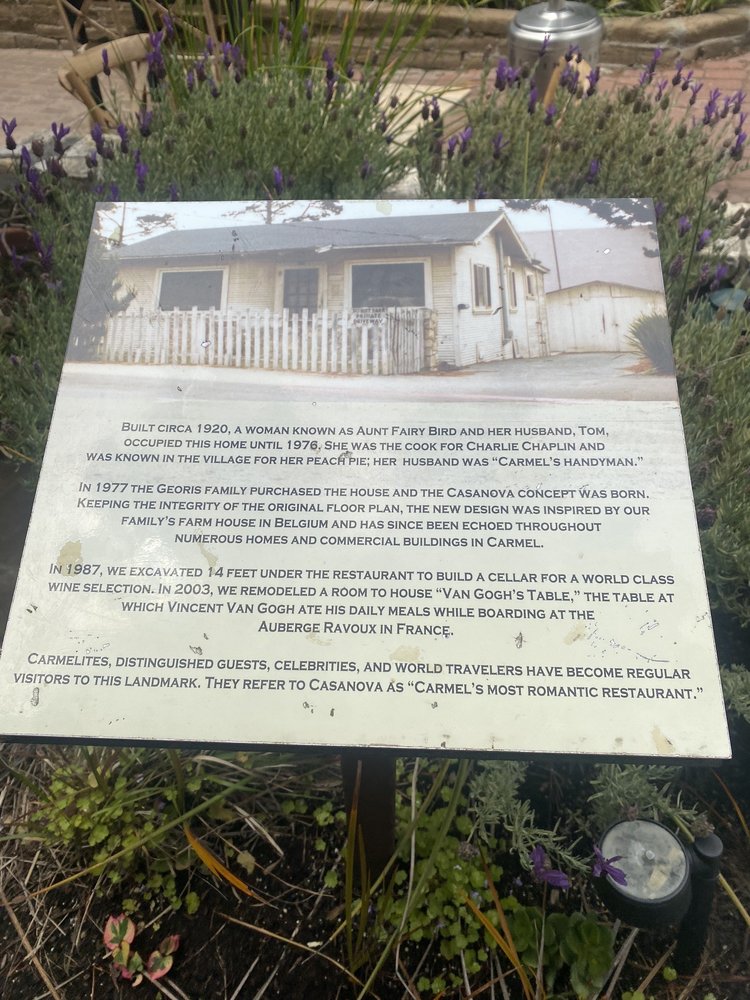 DO NOT PARK
PRIVATE
DRIVEWAY
BUILT CIRCA 1920, A WOMAN KNOWN AS AUNT FAIRY BIRD AND HER HUSBAND, TOM,
OCCUPIED THIS HOME UNTIL 1976. SHE WAS THE COOK FOR CHARLIE CHAPLIN AND
WAS KNOWN IN THE VILLAGE FOR HER PEACH PIE; HER HUSBAND WAS “CARMEL’S HANDYMAN.”
IN 1977 THE GEORIS FAMILY PURCHASED THE HOUSE AND THE CASANOVA CONCEPT WAS BORN.
KEEPING THE INTEGRITY OF THE ORIGINAL FLOOR PLAN, THE NEW DESIGN WAS INSPIRED BY OUR
FAMILY’S FARM HOUSE IN BELGIUM AND HAS SINCE BEEN ECHOED THROUGHOUT
NUMEROUS HOMES AND COMMERCIAL BUILDINGS IN CARMEL.
IN 1987, WE EXCAVATED 14 FEET UNDER THE RESTAURANT TO BUILD A CELLAR FOR A WORLD CLASS
WINE SELECTION. IN 2003, WE REMODELED A ROOM TO HOUSE “VAN GOGH’S TABLE,” THE TABLE AT
WHICH VINCENT VAN GOGH ATE HIS DAILY MEALS WHILE BOARDING AT THE
AUBERGE RAVOUX IN FRANCE.
CARMELITES, DISTINGUISHED GUESTS, CELEBRITIES, AND WORLD TRAVELERS HAVE BECOME REGULAR
VISITORS TO THIS LANDMARK. THEY REFER TO CASANOVA AS “CARMEL’S MOST ROMANTIC RESTAURANT.”